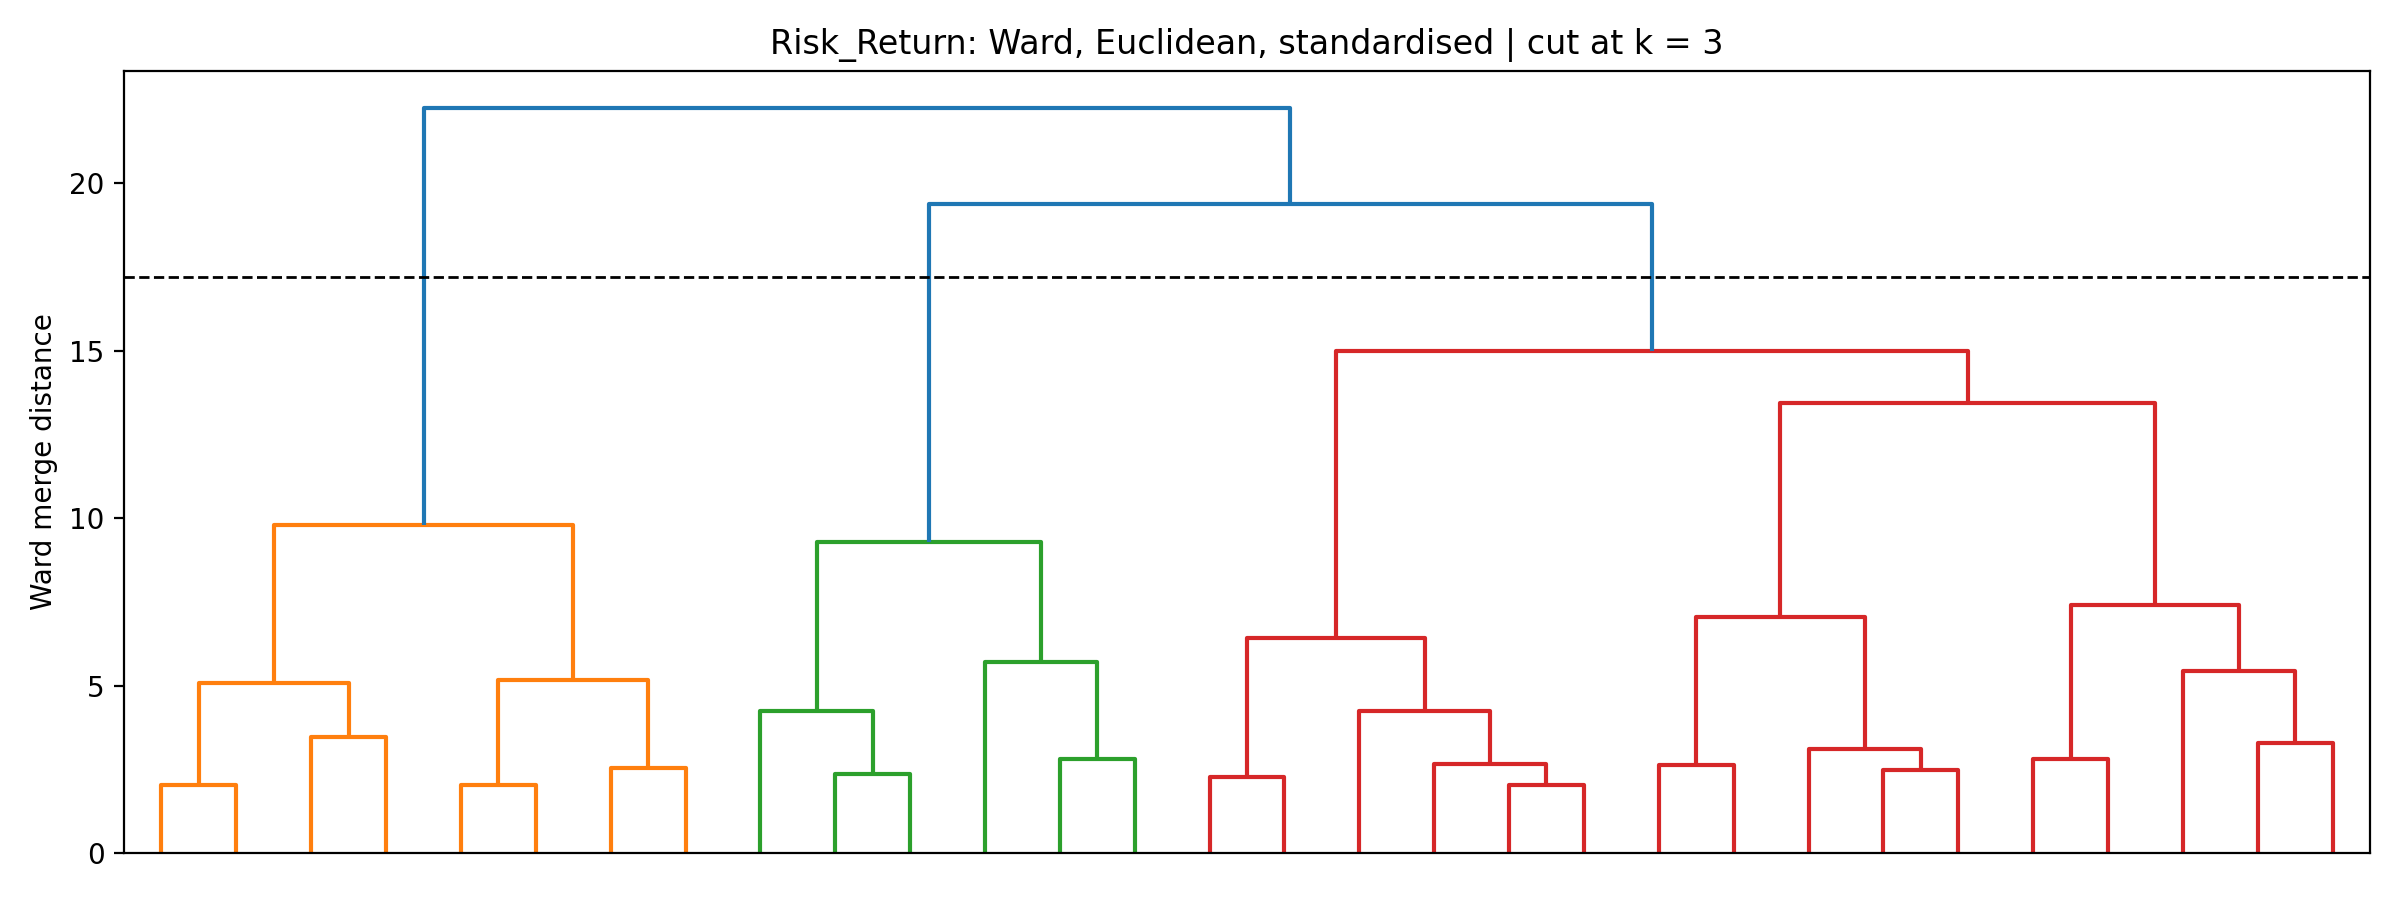 Risk_Return: Ward, Euclidean, standardised | cut at k = 3
Ward merge distance
20
15
10
5
0